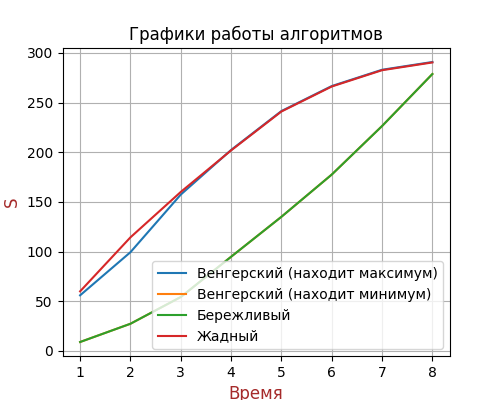 Графики работы алгоритмов
300
250
200
150
100
50
0
S
Венгерский (находит максимум)
Венгерский (находит минимум)
Бережливый
Жадный
1 2 3 4 5 6 7 8
Время